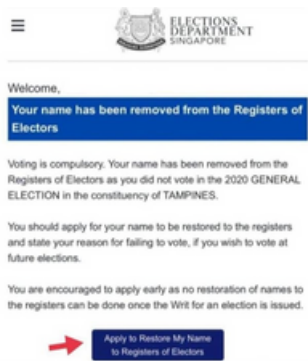 ELECTIONS
DEPARTMENT
SINGAPORE
Welcome,
Your name has been removed from the Registers of
Electors
Voting is compulsory. Your name has been removed from the
Registers of Electors as you did not vote in the 2020 GENERAL
ELECTION in the constituency of TAMPINES.
You should apply for your name to be restored to the registers
and state your reason for failing to vote, if you wish to vote at
future elections.
You are encouraged to apply early as no restoration of names to
the registers can be done once the Writ for an election is issued.
Apply to Restore My Name
to Registers of Electors